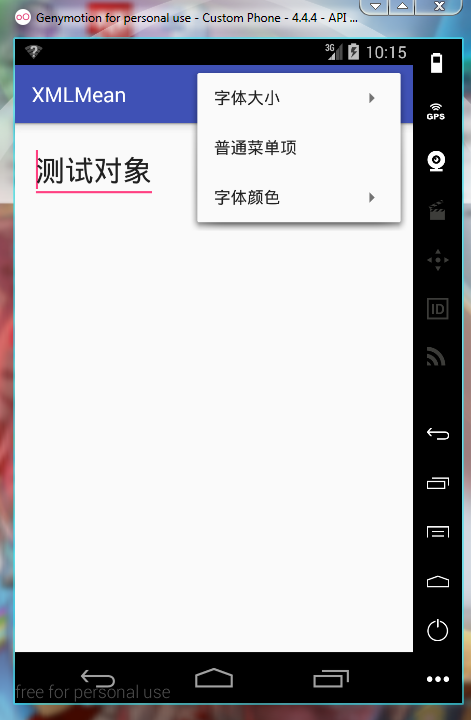 Genymotion for personal use - Custom Phone - 4.4.4 - API ...
3G
10:15
XMLMean
字体大小
普通菜单项
字体颜色
测试对象
GPS
ID
free for personal use